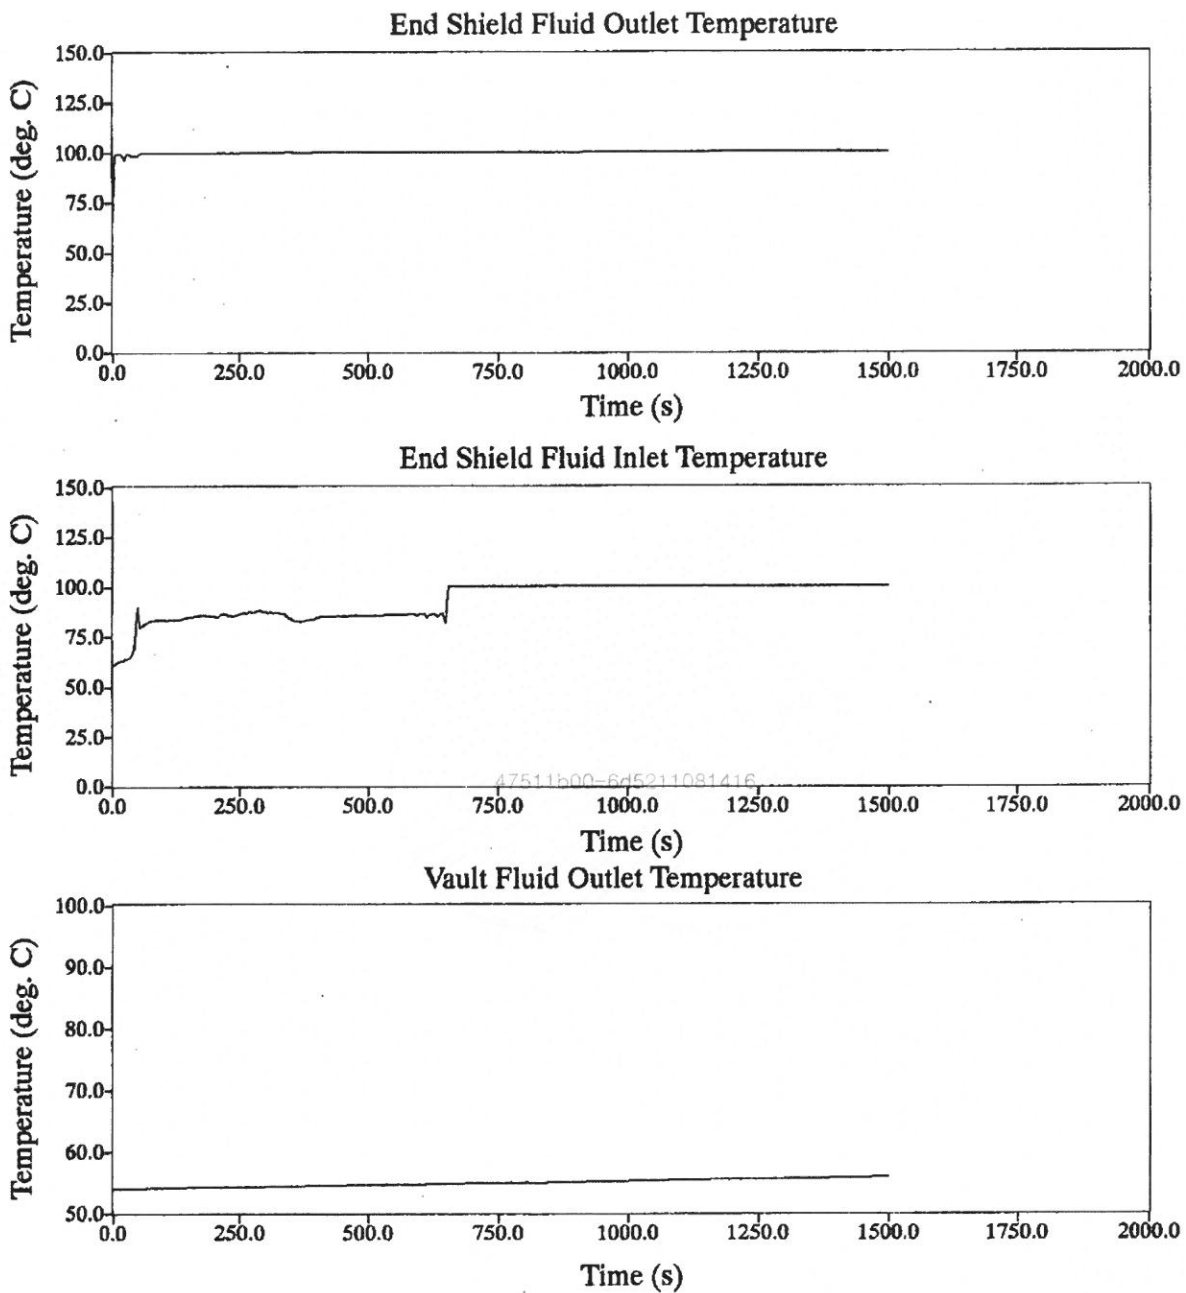 End Shield Fluid Outlet Temperature
Temperature (deg. C)
150.0
125.0
100.0
75.0
50.0
25.0
0.0
0.0 250.0 500.0 750.0 1000.0 1250.0 1500.0 1750.0 2000.0
Time (s)
End Shield Fluid Inlet Temperature
Temperature (deg. C)
150.0
125.0
100.0
75.0
50.0
25.0
0.0
47511b00-6d5211081416
0.0 250.0 500.0 750.0 1000.0 1250.0 1500.0 1750.0 2000.0
Time (s)
Vault Fluid Outlet Temperature
Temperature (deg. C)
100.0
90.0
80.0
70.0
60.0
50.0
0.0 250.0 500.0 750.0 1000.0 1250.0 1500.0 1750.0 2000.0
Time (s)